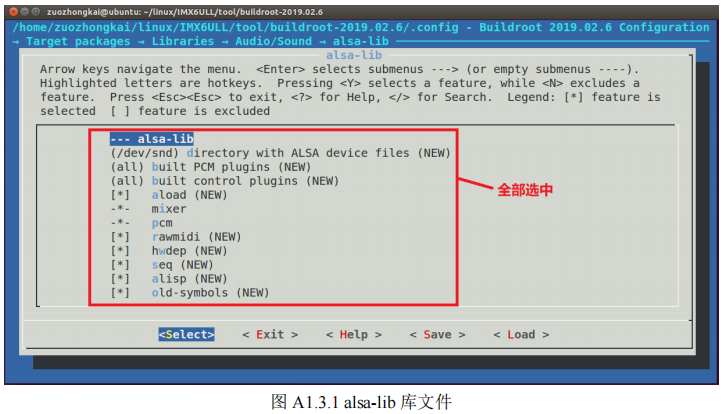 zuozhongkai@ubuntu: ~/linux/IMX6ULL/tool/buildroot-2019.02.6
/home/zuozhongkai/linux/IMX6ULL/tool/buildroot-2019.02.6/.config - Buildroot 2019.02.6 Configuration
→ Target packages → Libraries → Audio/Sound → alsa-lib
alsa-lib
Arrow keys navigate the menu.  <Enter> selects submenus ---> (or empty submenus ----).
Highlighted letters are hotkeys.  Pressing <Y> selects a feature, while <N> excludes a
feature.  Press <Esc><Esc> to exit, <?> for Help, </> for Search.  Legend: [*] feature is
selected  [ ] feature is excluded
--- alsa-lib
(/dev/snd) directory with ALSA device files (NEW)
(all) built PCM plugins (NEW)
(all) built control plugins (NEW)
[*]   aload (NEW)
-*-   mixer
-*-   pcm
[*]   rawmidi (NEW)
[*]   hwdep (NEW)
[*]   seq (NEW)
[*]   alisp (NEW)
[*]   old-symbols (NEW)
全部选中
<Select>    < Exit >    < Help >    < Save >    < Load >
图 A1.3.1 alsa-lib 库文件